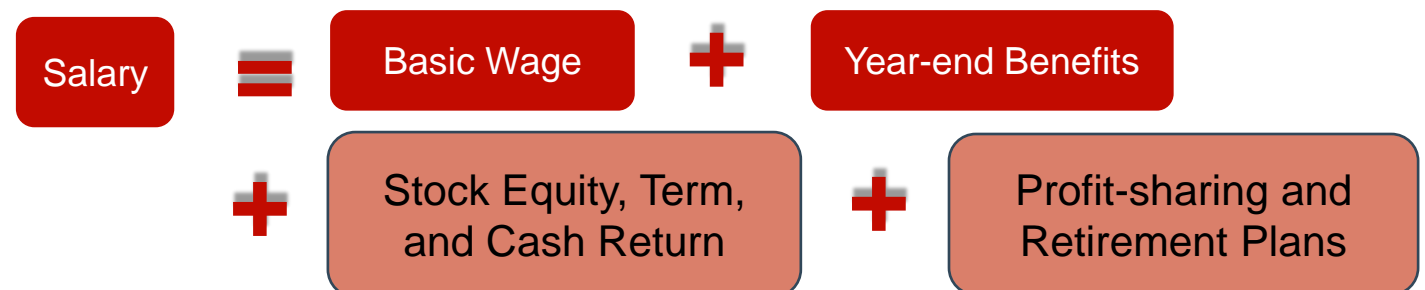 Salary = Basic Wage + Year-end Benefits
+ Stock Equity, Term, + Profit-sharing and
and Cash Return Retirement Plans